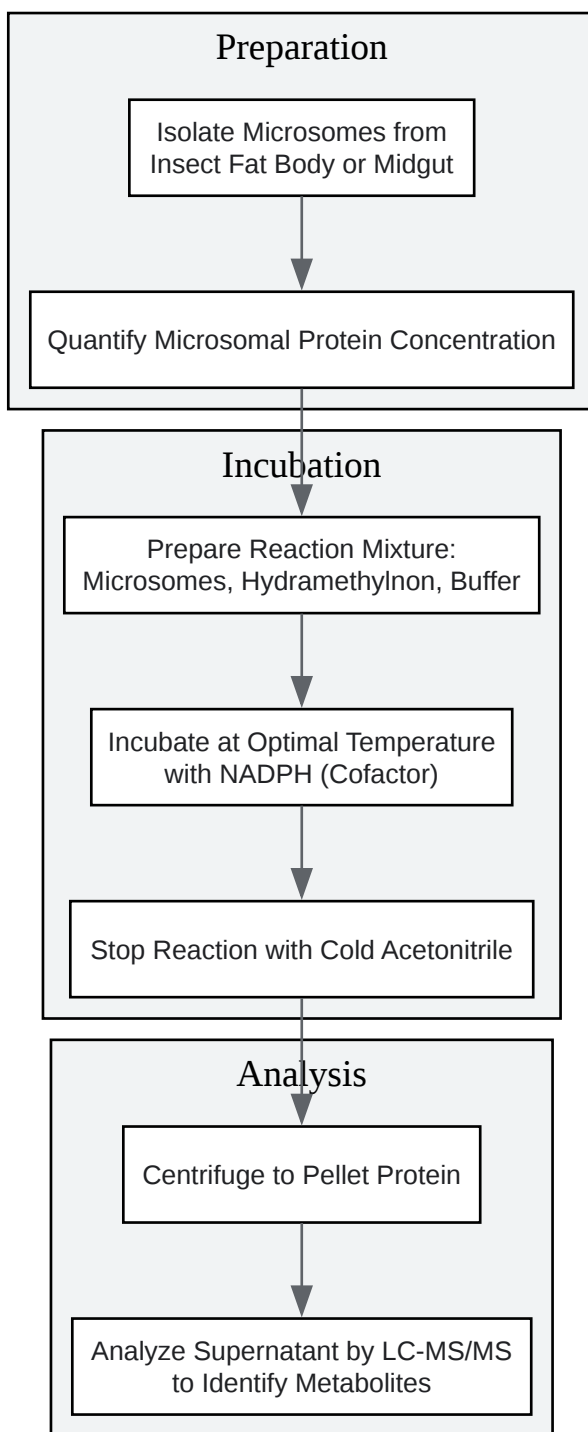 Preparation
Isolate Microsomes from
Insect Fat Body or Midgut
Quantify Microsomal Protein Concentration
Incubation
Prepare Reaction Mixture:
Microsomes, Hydramethylnon, Buffer
Incubate at Optimal Temperature
with NADPH (Cofactor)
Stop Reaction with Cold Acetonitrile
Analysis
Centrifuge to Pellet Protein
Analyze Supernatant by LC-MS/MS
to Identify Metabolites